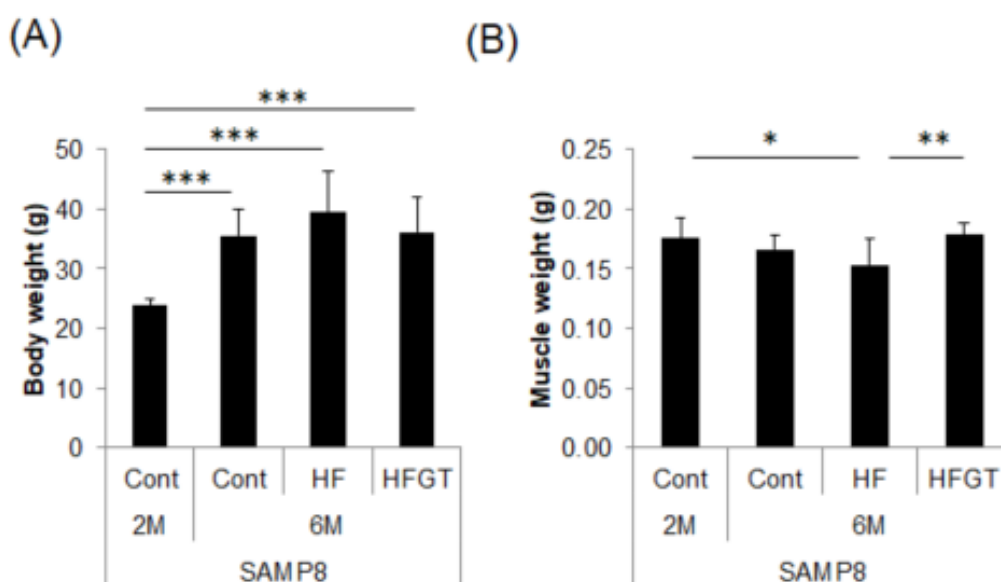 (A)
***
***
***
50
40
30
20
10
0
Body weight (g)
Cont Cont HF HFGT
2M 6M
SAMP8
(B)
* **
0.25
0.20
0.15
0.10
0.05
0.00
Muscle weight (g)
Cont Cont HF HFGT
2M 6M
SAMP8